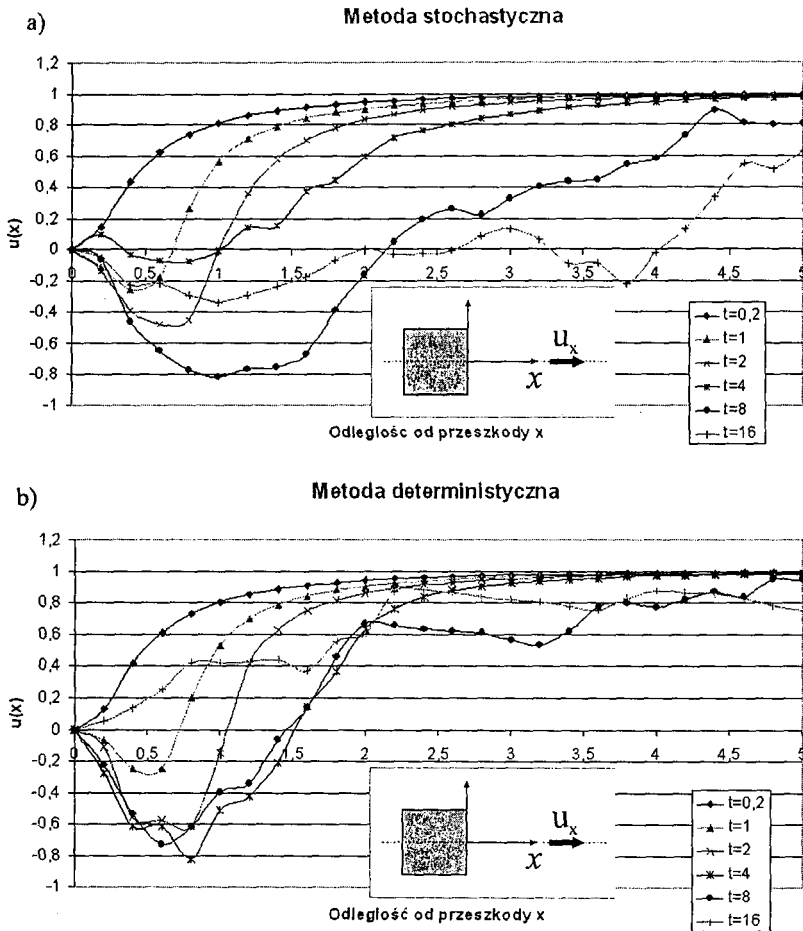 a)
Metoda stochastyczna
1,2
1
0,8
0,6
0,4
0,2
0
-0,2
-0,4
-0,6
-0,8
-1
u(x)
0 0,5 1 1,5 2 2,5 3 3,5 4 4,5 5
u_x
x
Odległość od przeszkody x
t=0,2
t=1
t=2
t=4
t=8
t=16
b)
Metoda deterministyczna
1,2
1
0,8
0,6
0,4
0,2
0
-0,2
-0,4
-0,6
-0,8
-1
u(x)
0 0,5 1 1,5 2 2,5 3 3,5 4 4,5 5
u_x
x
Odległość od przeszkody x
t=0,2
t=1
t=2
t=4
t=8
t=16